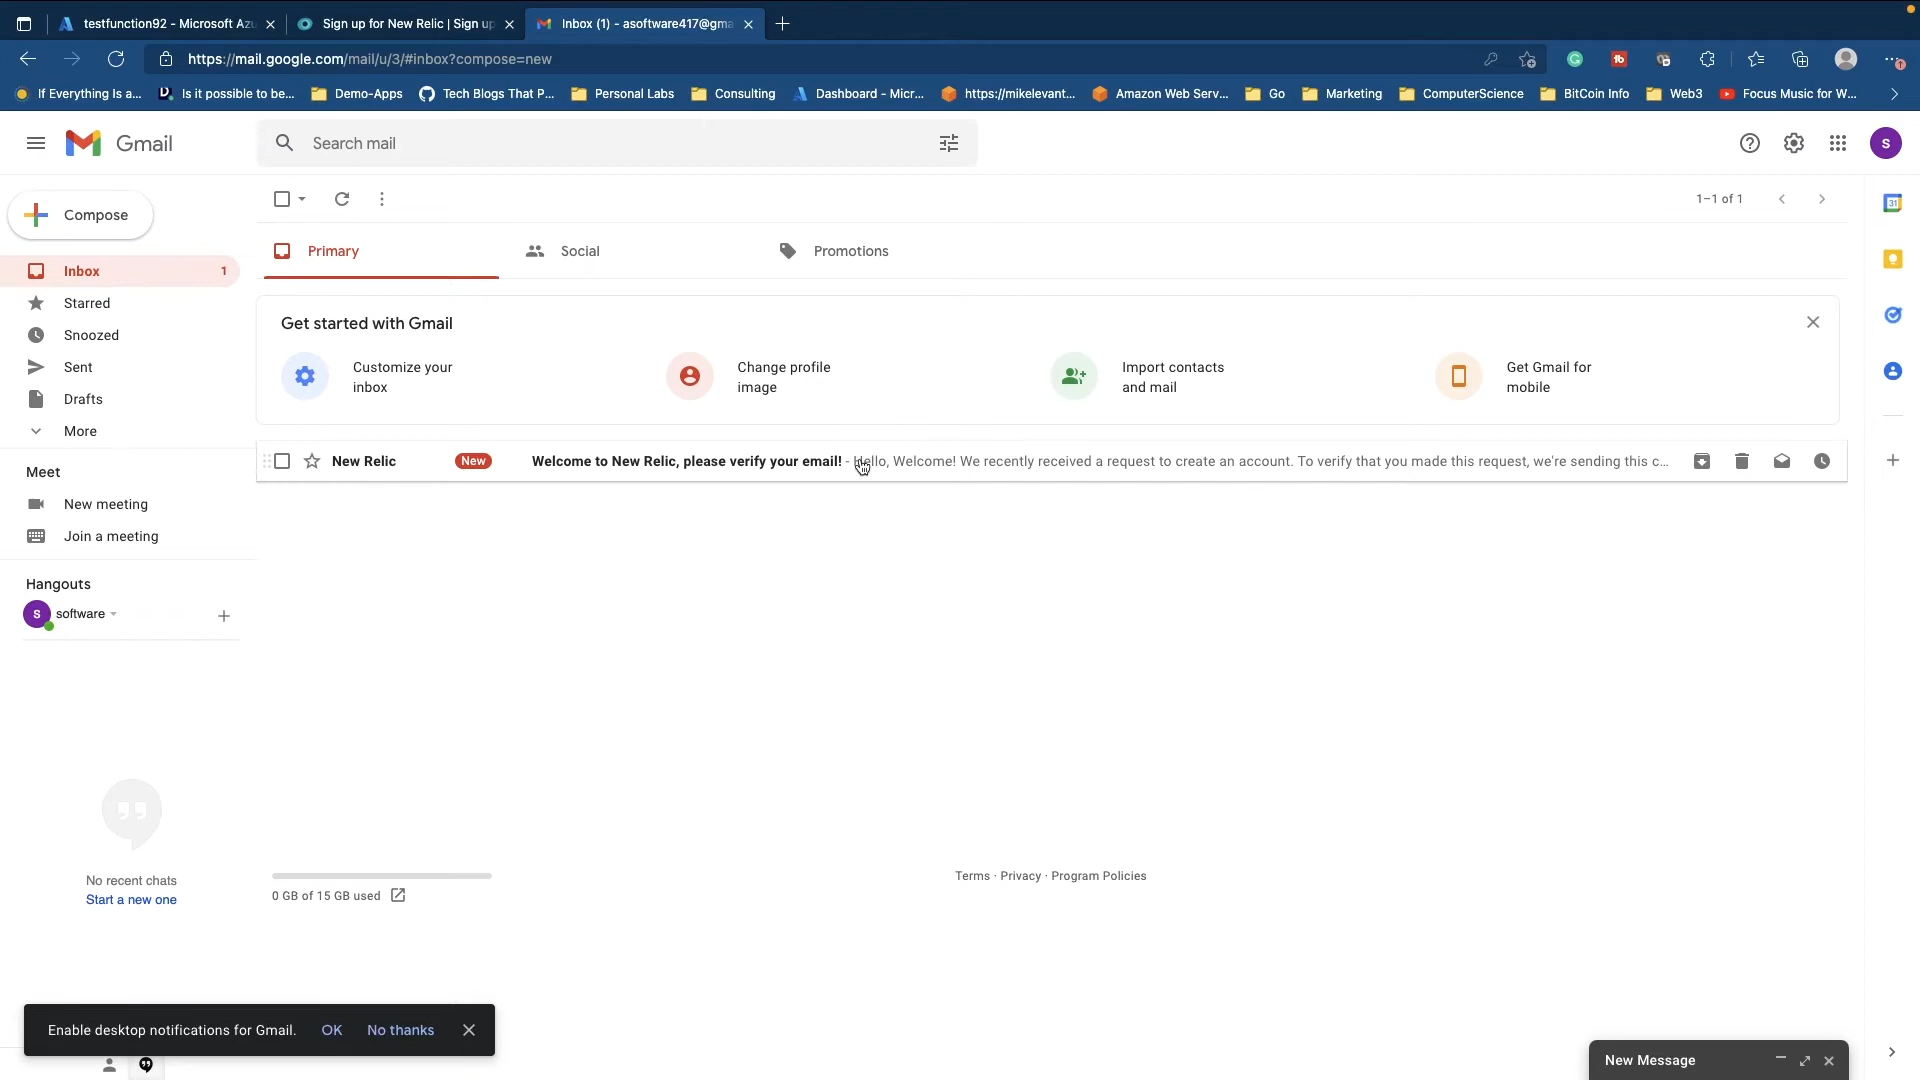 testfunction92 - Microsoft Azu
Sign up for New Relic | Sign up
Inbox (1) - asoftware417@gma
https://mail.google.com/mail/u/3/#inbox?compose=new
If Everything Is a...
Is it possible to be...
Demo-Apps
Tech Blogs That P...
Personal Labs
Consulting
Dashboard - Micr...
https://mikelevant...
Amazon Web Serv...
Go
Marketing
ComputerScience
BitCoin Info
Web3
Focus Music for W...
Gmail
Search mail
S
Compose
1–1 of 1
31
Primary
Social
Promotions
Inbox
1
Starred
Snoozed
Sent
Drafts
More
Get started with Gmail
Customize your
inbox
Change profile
image
Import contacts
and mail
Get Gmail for
mobile
New Relic
New
Welcome to New Relic, please verify your email! - Hello, Welcome! We recently received a request to create an account. To verify that you made this request, we're sending this c...
Meet
New meeting
Join a meeting
Hangouts
S
software
No recent chats
Start a new one
0 GB of 15 GB used
Terms · Privacy · Program Policies
Enable desktop notifications for Gmail.
OK
No thanks
New Message